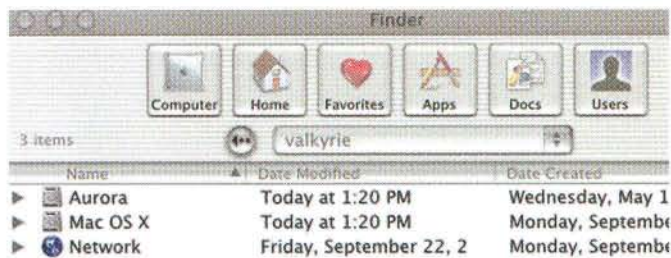 Finder
Computer Home Favorites Apps Docs Users
3 items valkyrie
Name Date Modified Date Created
Aurora Today at 1:20 PM Wednesday, May 1
Mac OS X Today at 1:20 PM Monday, Septembe
Network Friday, September 22, 2 Monday, Septembe